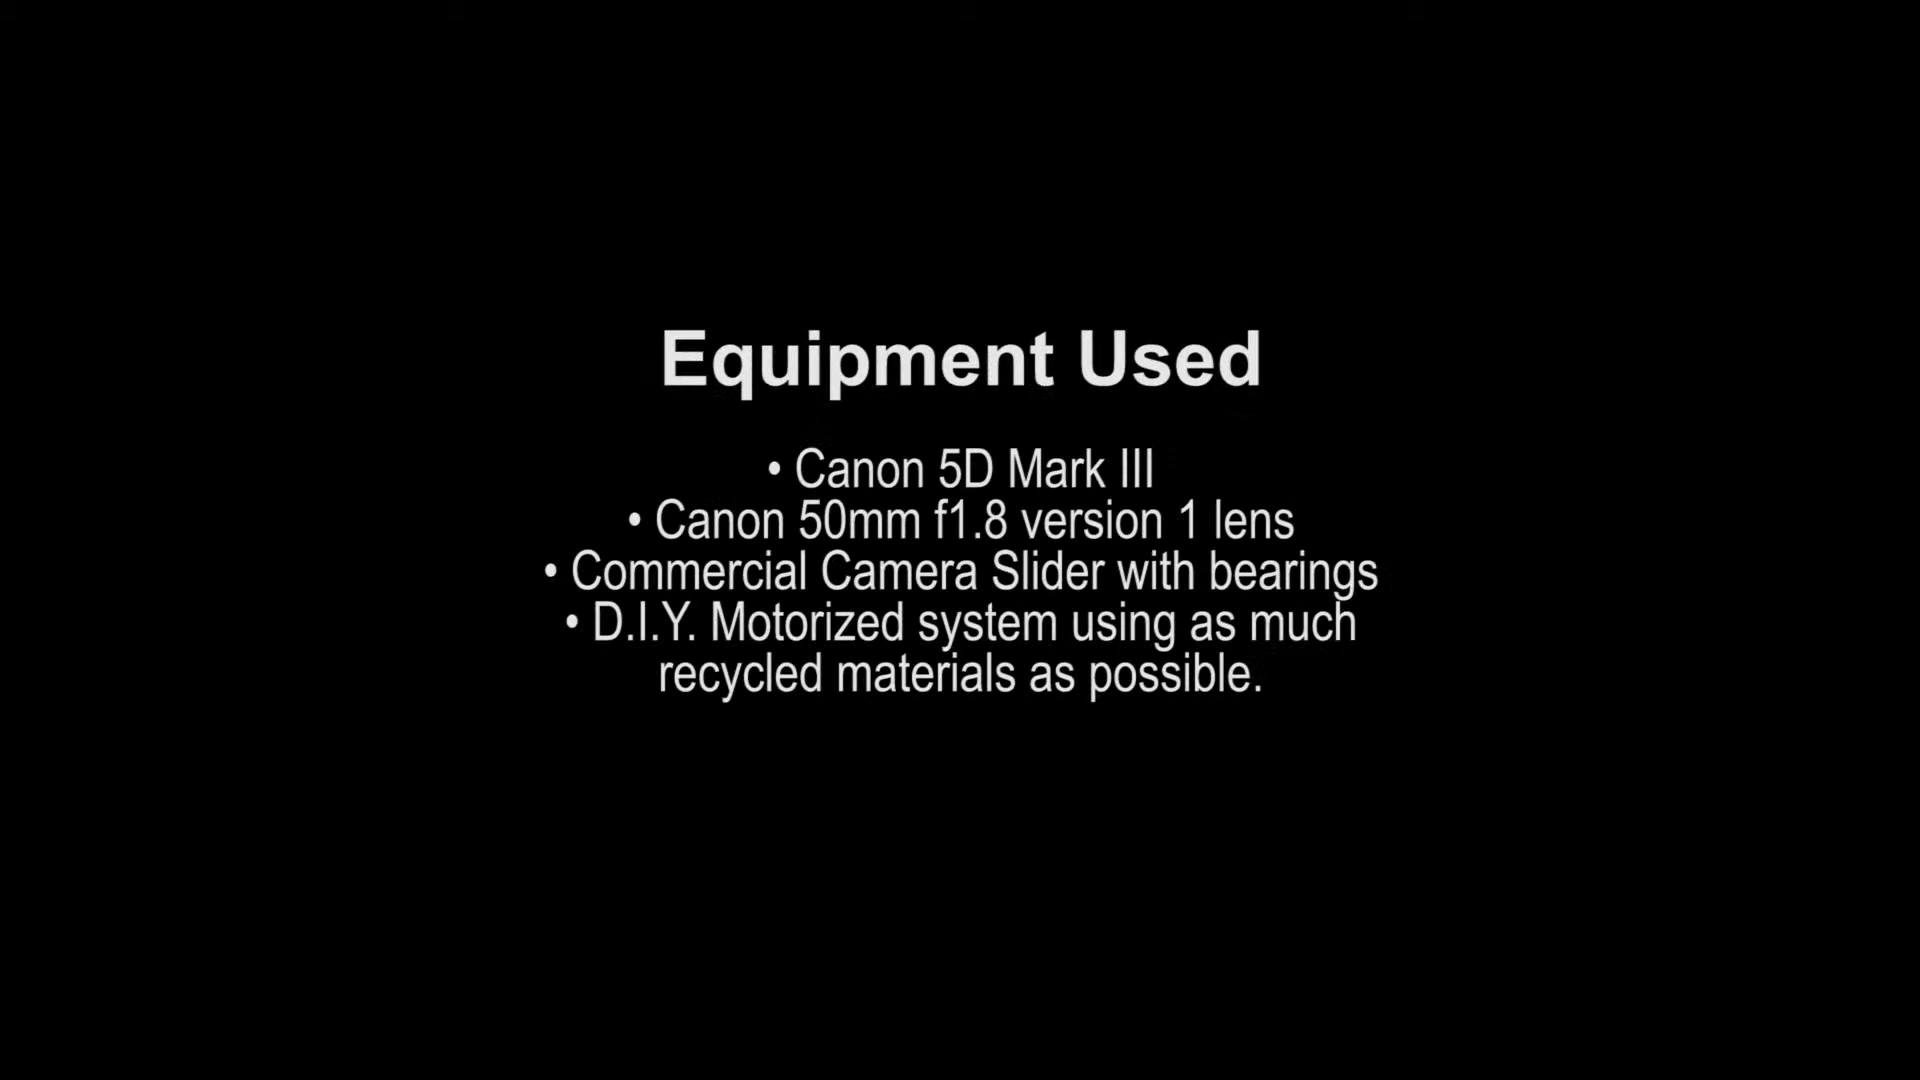 Equipment Used
• Canon 5D Mark III
• Canon 50mm f1.8 version 1 lens
• Commercial Camera Slider with bearings
• D.I.Y. Motorized system using as much
recycled materials as possible.